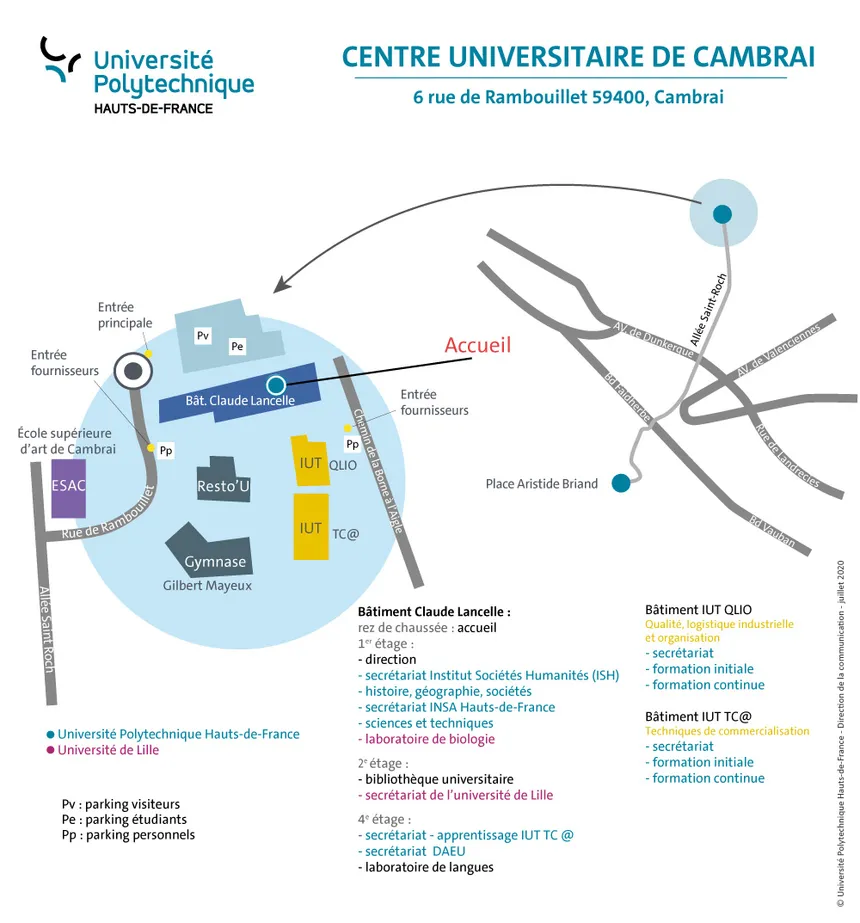 Université
Polytechnique
HAUTS-DE-FRANCE
CENTRE UNIVERSITAIRE DE CAMBRAI
6 rue de Rambouillet 59400, Cambrai
Allée Saint-Roch
AV. de Dunkerque
AV. de Valenciennes
Bd Faidherbe
Rue de Landrecies
Bd Vauban
Place Aristide Briand
Entrée
principale
Entrée
fournisseurs
Pv
Pe
Accueil
Bât. Claude Lancelle
Entrée
fournisseurs
Chemin de la Borne à l'Aigle
École supérieure
d'art de Cambrai
Pp
Pp
ESAC
Resto'U
IUT QLIO
IUT TC@
Rue de Rambouillet
Gymnase
Gilbert Mayeux
Allée Saint Roch
Bâtiment Claude Lancelle :
rez de chaussée : accueil
1er étage :
- direction
- secrétariat Institut Sociétés Humanités (ISH)
- histoire, géographie, sociétés
- secrétariat INSA Hauts-de-France
- sciences et techniques
- laboratoire de biologie
2e étage :
- bibliothèque universitaire
- secrétariat de l'université de Lille
4e étage :
- secrétariat - apprentissage IUT TC @
- secrétariat DAEU
- laboratoire de langues
Bâtiment IUT QLIO
Qualité, logistique industrielle
et organisation
- secrétariat
- formation initiale
- formation continue
Bâtiment IUT TC@
Techniques de commercialisation
- secrétariat
- formation initiale
- formation continue
Université Polytechnique Hauts-de-France
Université de Lille
Pv : parking visiteurs
Pe : parking étudiants
Pp : parking personnels
© Université Polytechnique Hauts-de-France - Direction de la communication - juillet 2020